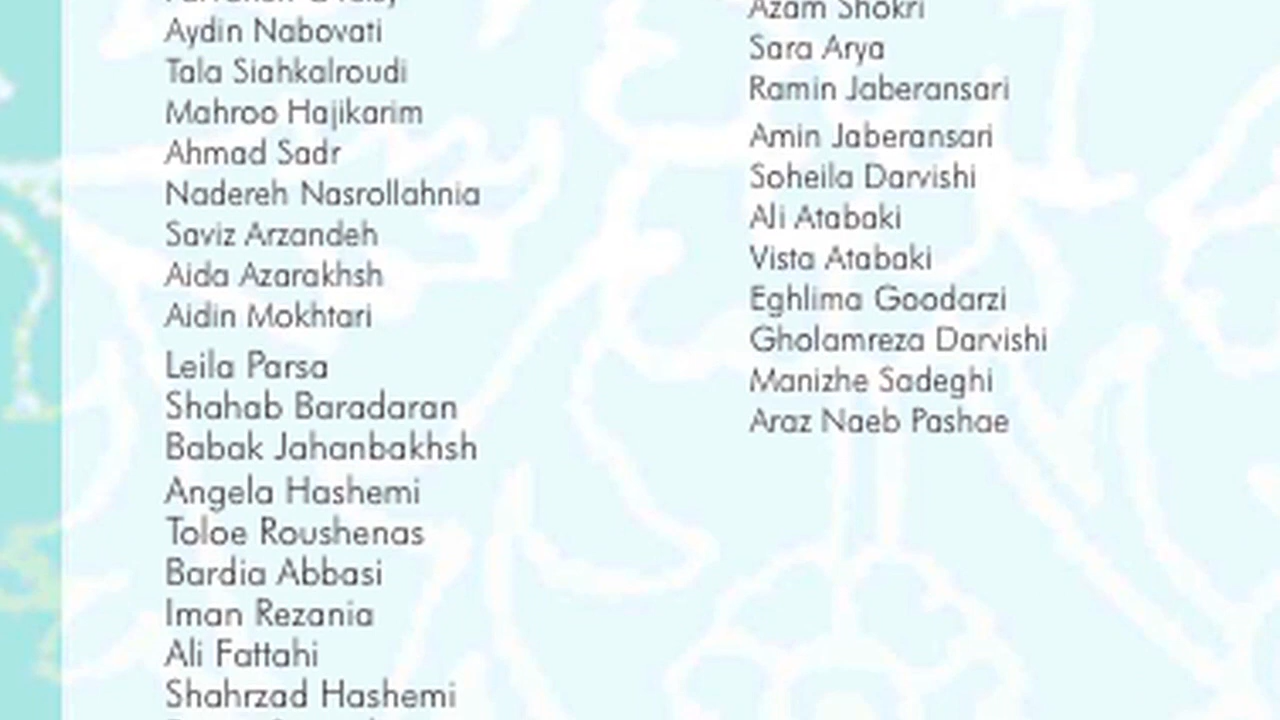 Aydin Nabovati
Tala Siahkalroudi
Mahroo Hajikarim
Ahmad Sadr
Nadereh Nasrollahnia
Saviz Arzandeh
Aida Azarakhsh
Aidin Mokhtari
Leila Parsa
Shahab Baradaran
Babak Jahanbakhsh
Angela Hashemi
Toloe Roushenas
Bardia Abbasi
Iman Rezania
Ali Fattahi
Shahrzad Hashemi
Azam Shokri
Sara Arya
Ramin Jaberansari
Amin Jaberansari
Soheila Darvishi
Ali Atabaki
Vista Atabaki
Eghlima Goodarzi
Gholamreza Darvishi
Manizhe Sadeghi
Araz Naeb Pashae